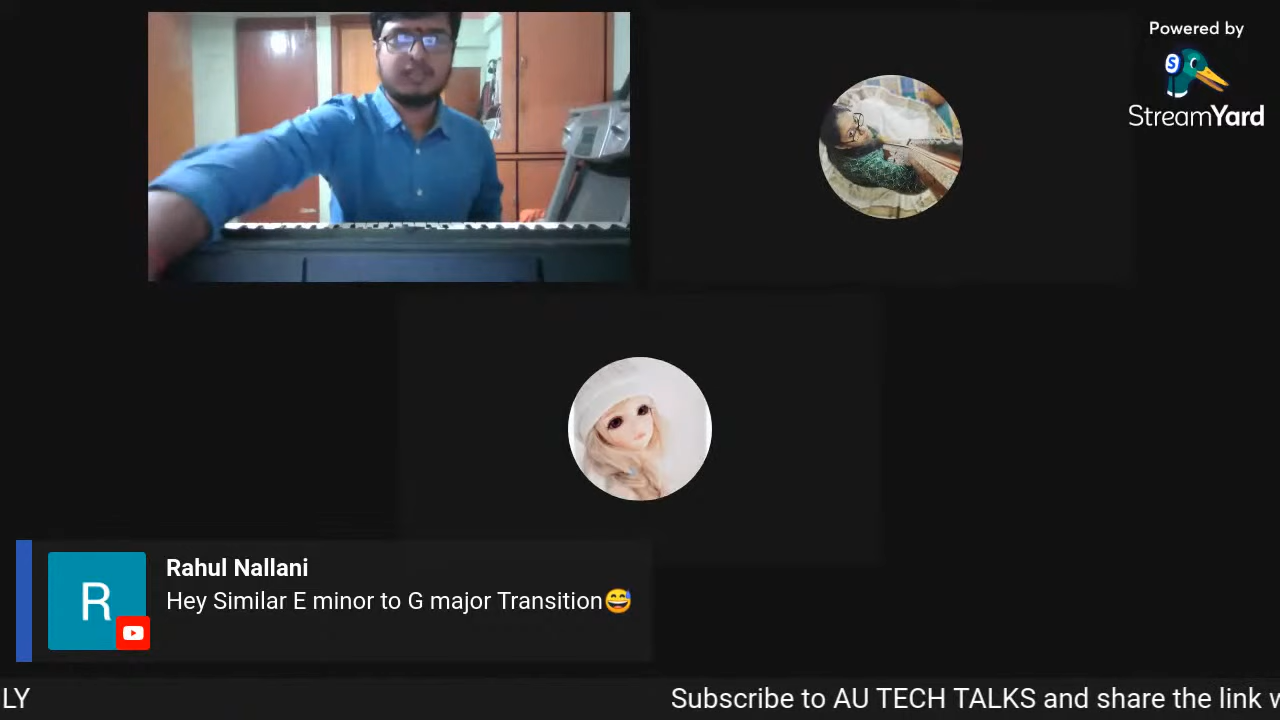 Powered by
S
StreamYard
R
Rahul Nallani
Hey Similar E minor to G major Transition😅
LY
Subscribe to AU TECH TALKS and share the link w